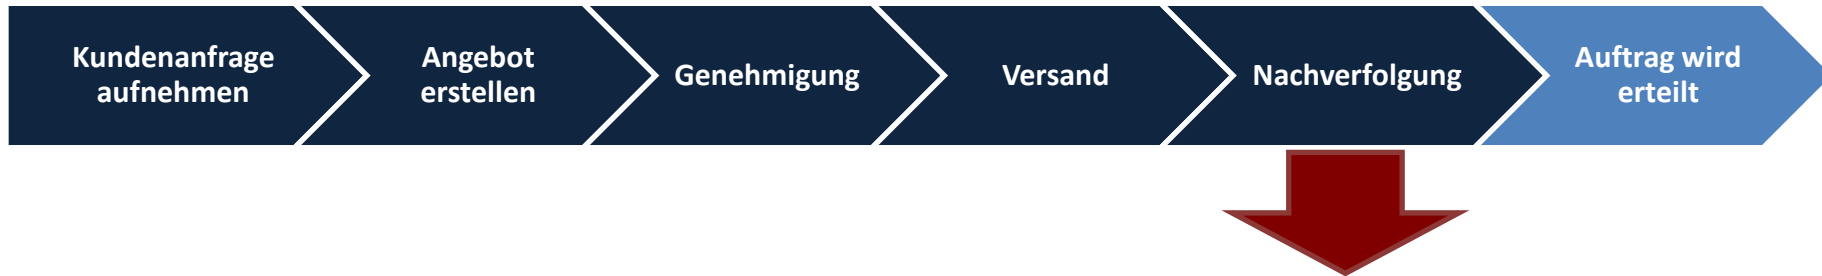 Kundenanfrage
aufnehmen
Angebot
erstellen
Genehmigung
Versand
Nachverfolgung
Auftrag wird
erteilt